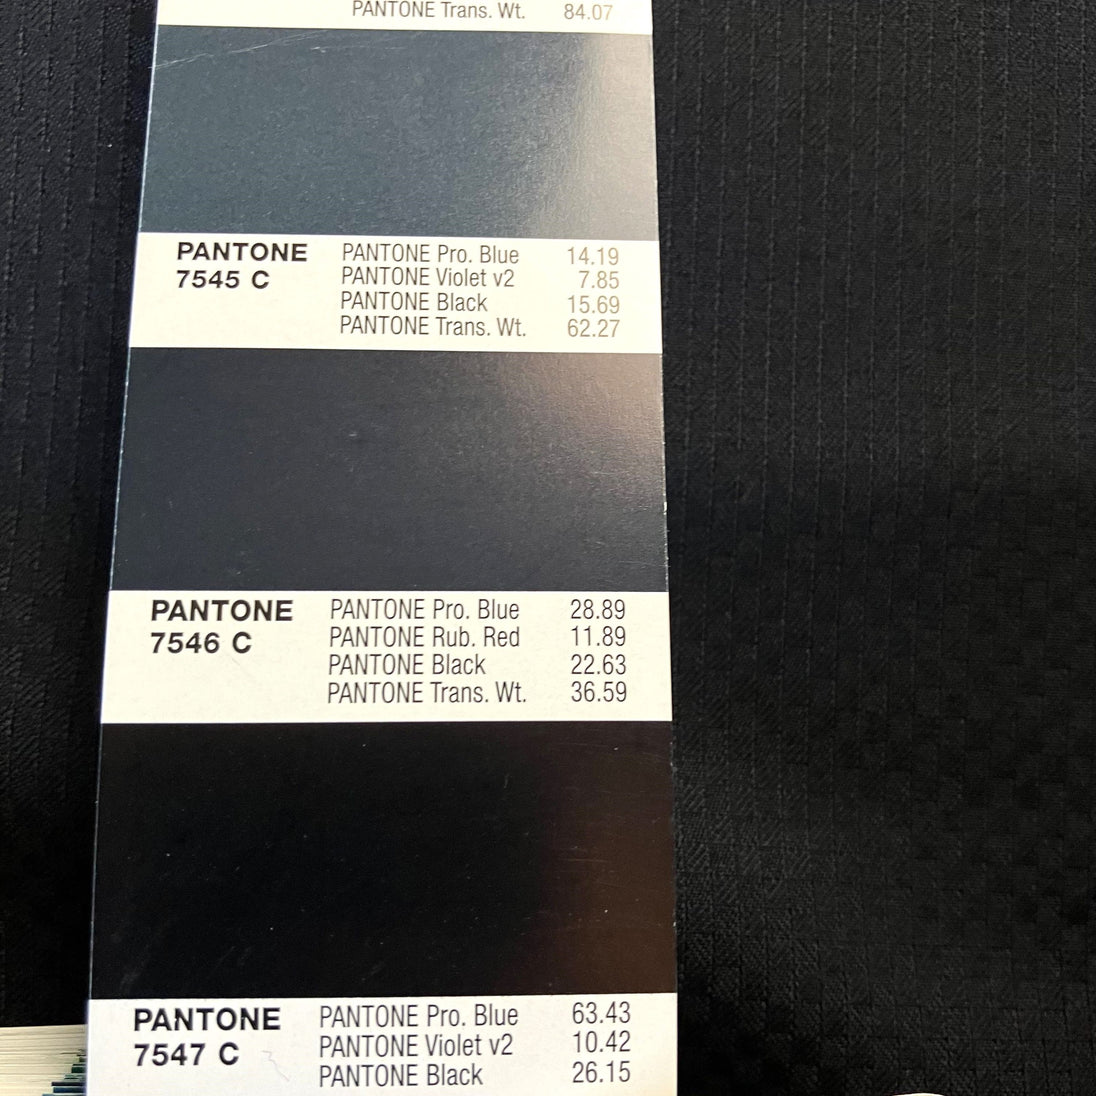 PANTONE Trans. Wt. 84.07
PANTONE PANTONE Pro. Blue 14.19
7545 C PANTONE Violet v2 7.85
PANTONE Black 15.69
PANTONE Trans. Wt. 62.27
PANTONE PANTONE Pro. Blue 28.89
7546 C PANTONE Rub. Red 11.89
PANTONE Black 22.63
PANTONE Trans. Wt. 36.59
PANTONE PANTONE Pro. Blue 63.43
7547 C PANTONE Violet v2 10.42
PANTONE Black 26.15